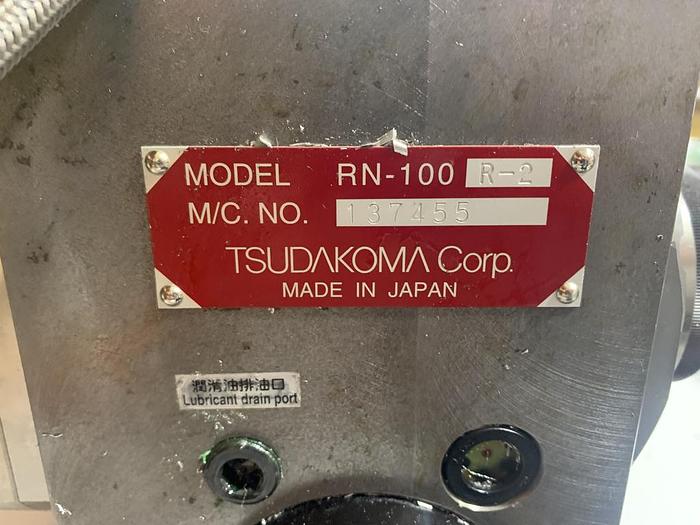 MODEL RN-100 R-2
M/C. NO. 137455
TSUDAKOMA Corp.
MADE IN JAPAN
潤滑油排油口
Lubricant drain port